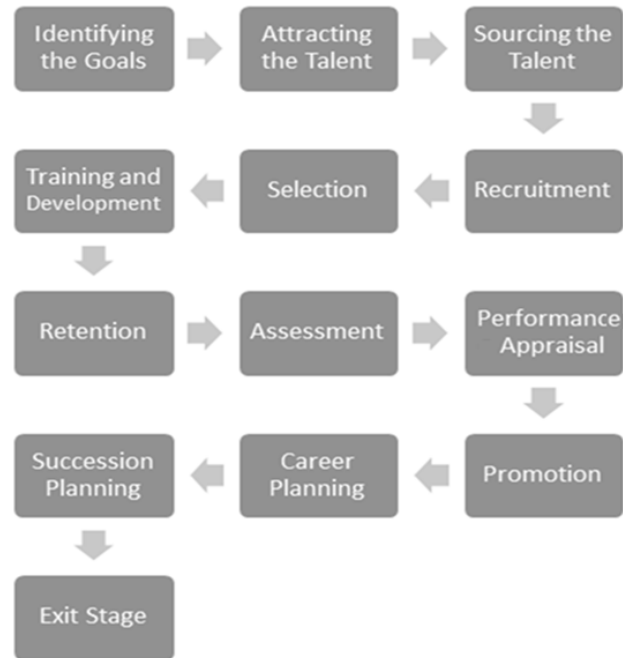 Identifying
the Goals
Attracting
the Talent
Sourcing the
Talent
Recruitment
Selection
Training and
Development
Retention
Assessment
Performance
Appraisal
Promotion
Career
Planning
Succession
Planning
Exit Stage